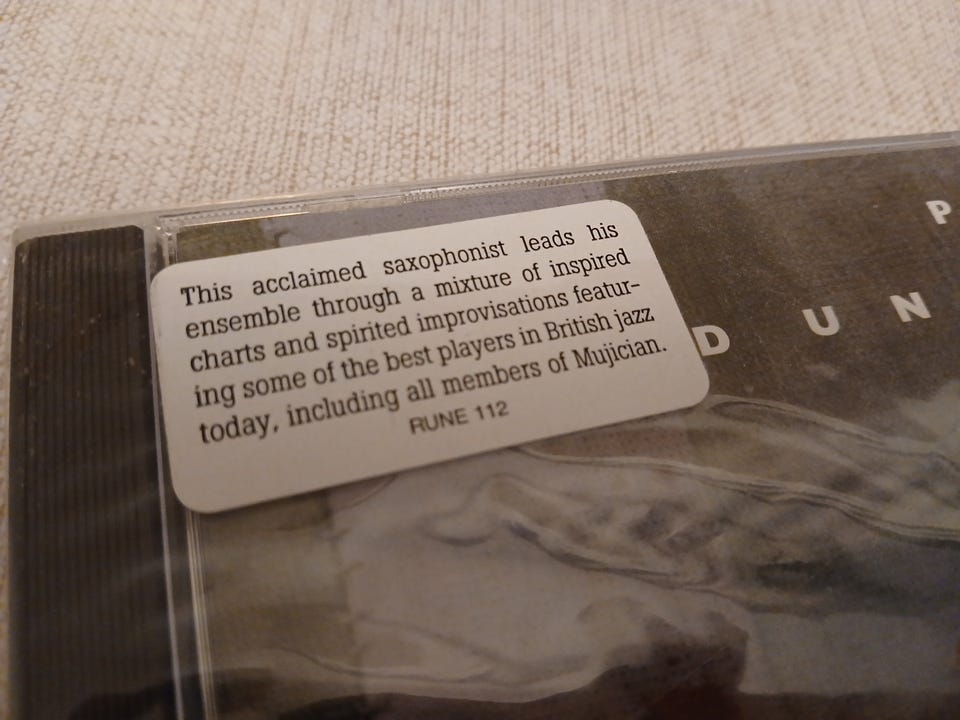 This acclaimed saxophonist leads his
ensemble through a mixture of inspired
charts and spirited improvisations featur-
ing some of the best players in British jazz
today, including all members of Mujician.
RUNE 112
P
D U N